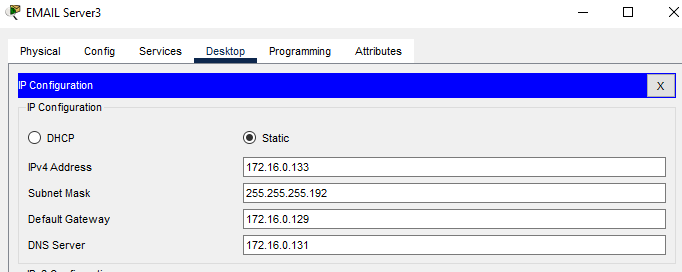 EMAIL Server3
Physical Config Services Desktop Programming Attributes
IP Configuration X
IP Configuration
DHCP Static
IPv4 Address 172.16.0.133
Subnet Mask 255.255.255.192
Default Gateway 172.16.0.129
DNS Server 172.16.0.131